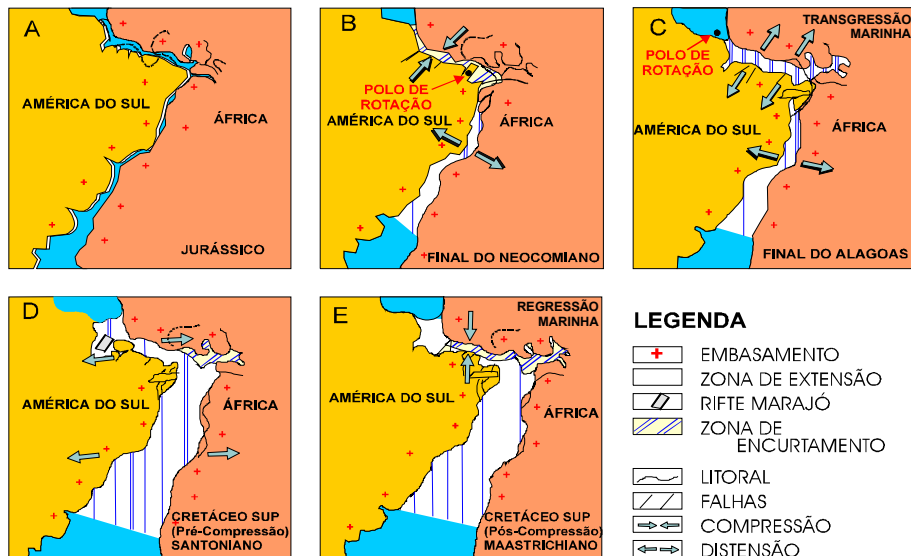 A
AMÉRICA DO SUL
ÁFRICA
JURÁSSICO
B
POLO DE
ROTAÇÃO
AMÉRICA DO SUL
ÁFRICA
FINAL DO NEOCOMIANO
C
TRANSGRESSÃO
MARINHA
POLO DE
ROTAÇÃO
AMÉRICA DO SUL
ÁFRICA
FINAL DO ALAGOAS
D
AMÉRICA DO SUL
ÁFRICA
CRETÁCEO SUP
(Pré-Compressão)
SANTONIANO
E
REGRESSÃO
MARINHA
AMÉRICA DO SUL
ÁFRICA
CRETÁCEO SUP
(Pós-Compressão)
MAASTRICHIANO
LEGENDA
EMBASAMENTO
ZONA DE EXTENSÃO
RIFTE MARAJÓ
ZONA DE
ENCURTAMENTO
LITORAL
FALHAS
COMPRESSÃO
DISTENSÃO